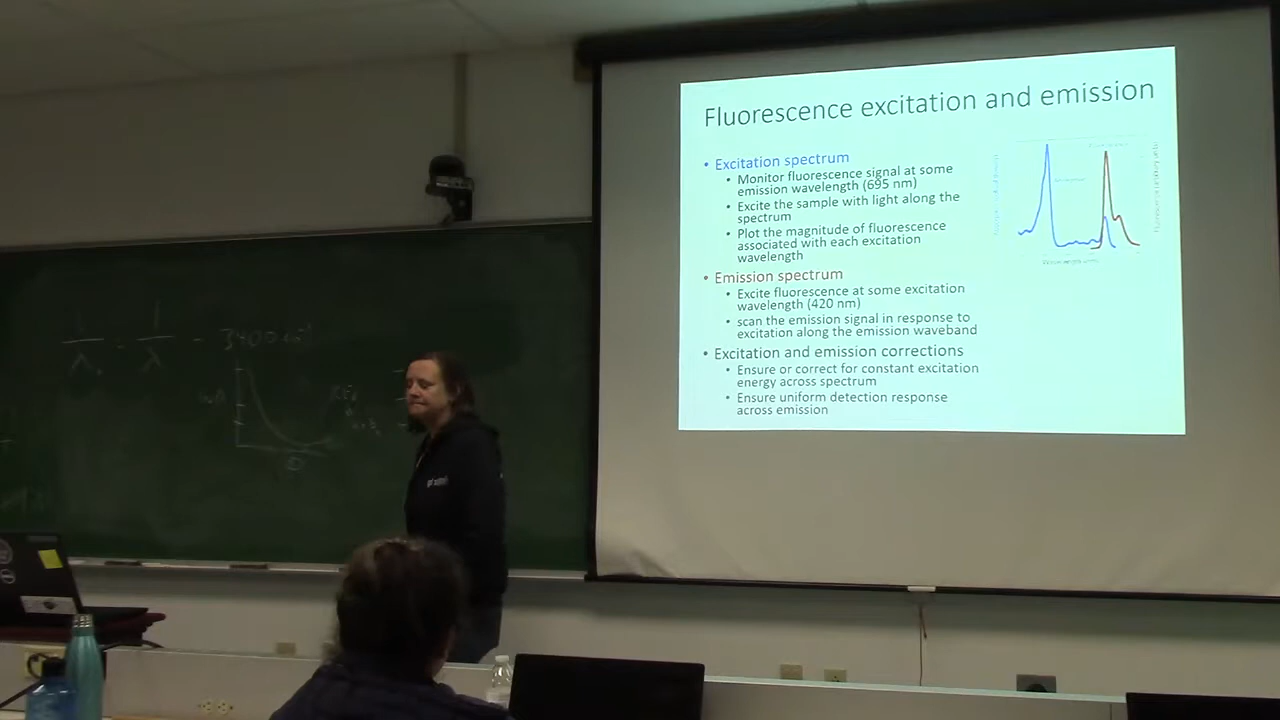 Fluorescence excitation and emission
• Excitation spectrum
• Monitor fluorescence signal at some
emission wavelength (695 nm)
• Excite the sample with light along the
spectrum
• Plot the magnitude of fluorescence
associated with each excitation
wavelength
• Emission spectrum
• Excite fluorescence at some excitation
wavelength (420 nm)
• scan the emission signal in response to
excitation along the emission waveband
• Excitation and emission corrections
• Ensure or correct for constant excitation
energy across spectrum
• Ensure uniform detection response
across emission